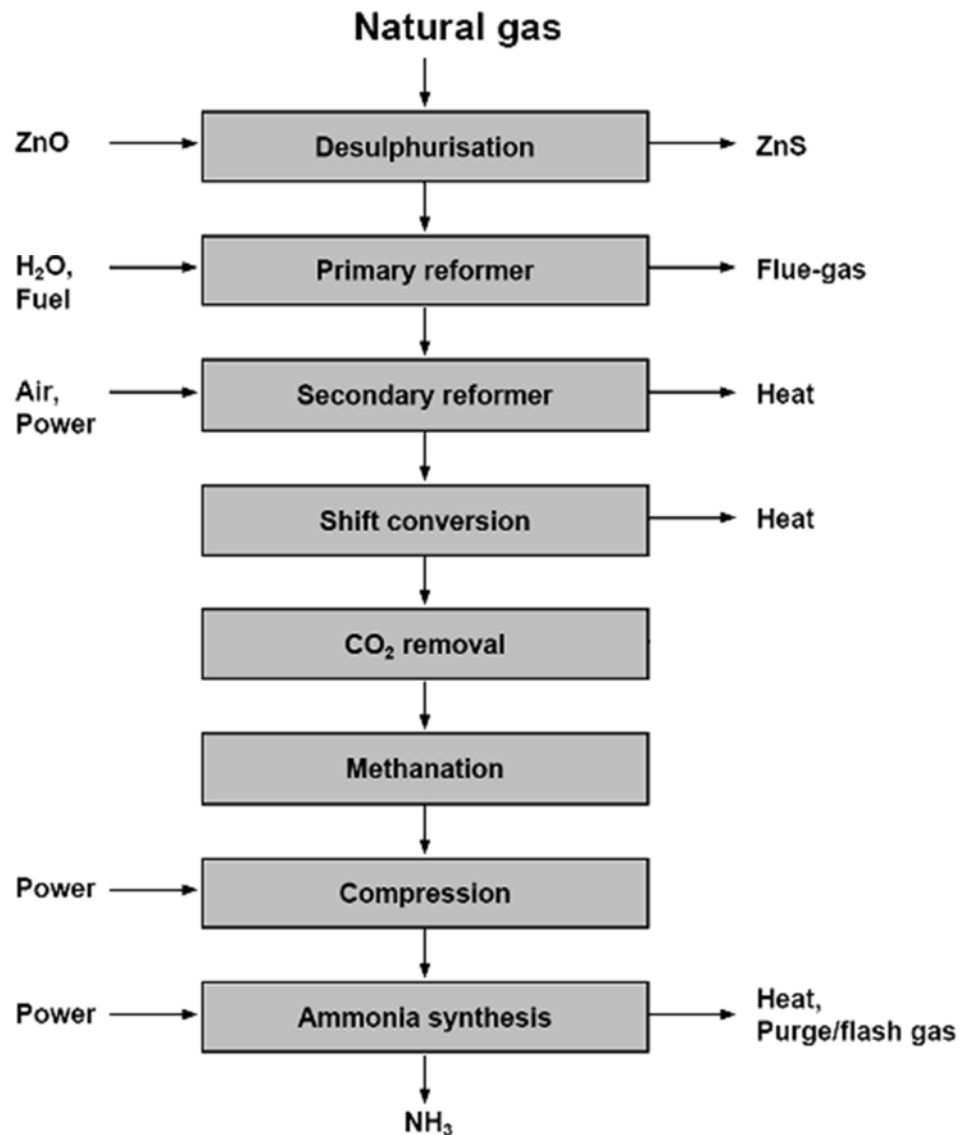 Natural gas
ZnO
Desulphurisation
ZnS
H₂O,
Fuel
Primary reformer
Flue-gas
Air,
Power
Secondary reformer
Heat
Shift conversion
Heat
CO₂ removal
Methanation
Power
Compression
Power
Ammonia synthesis
Heat,
Purge/flash gas
NH₃